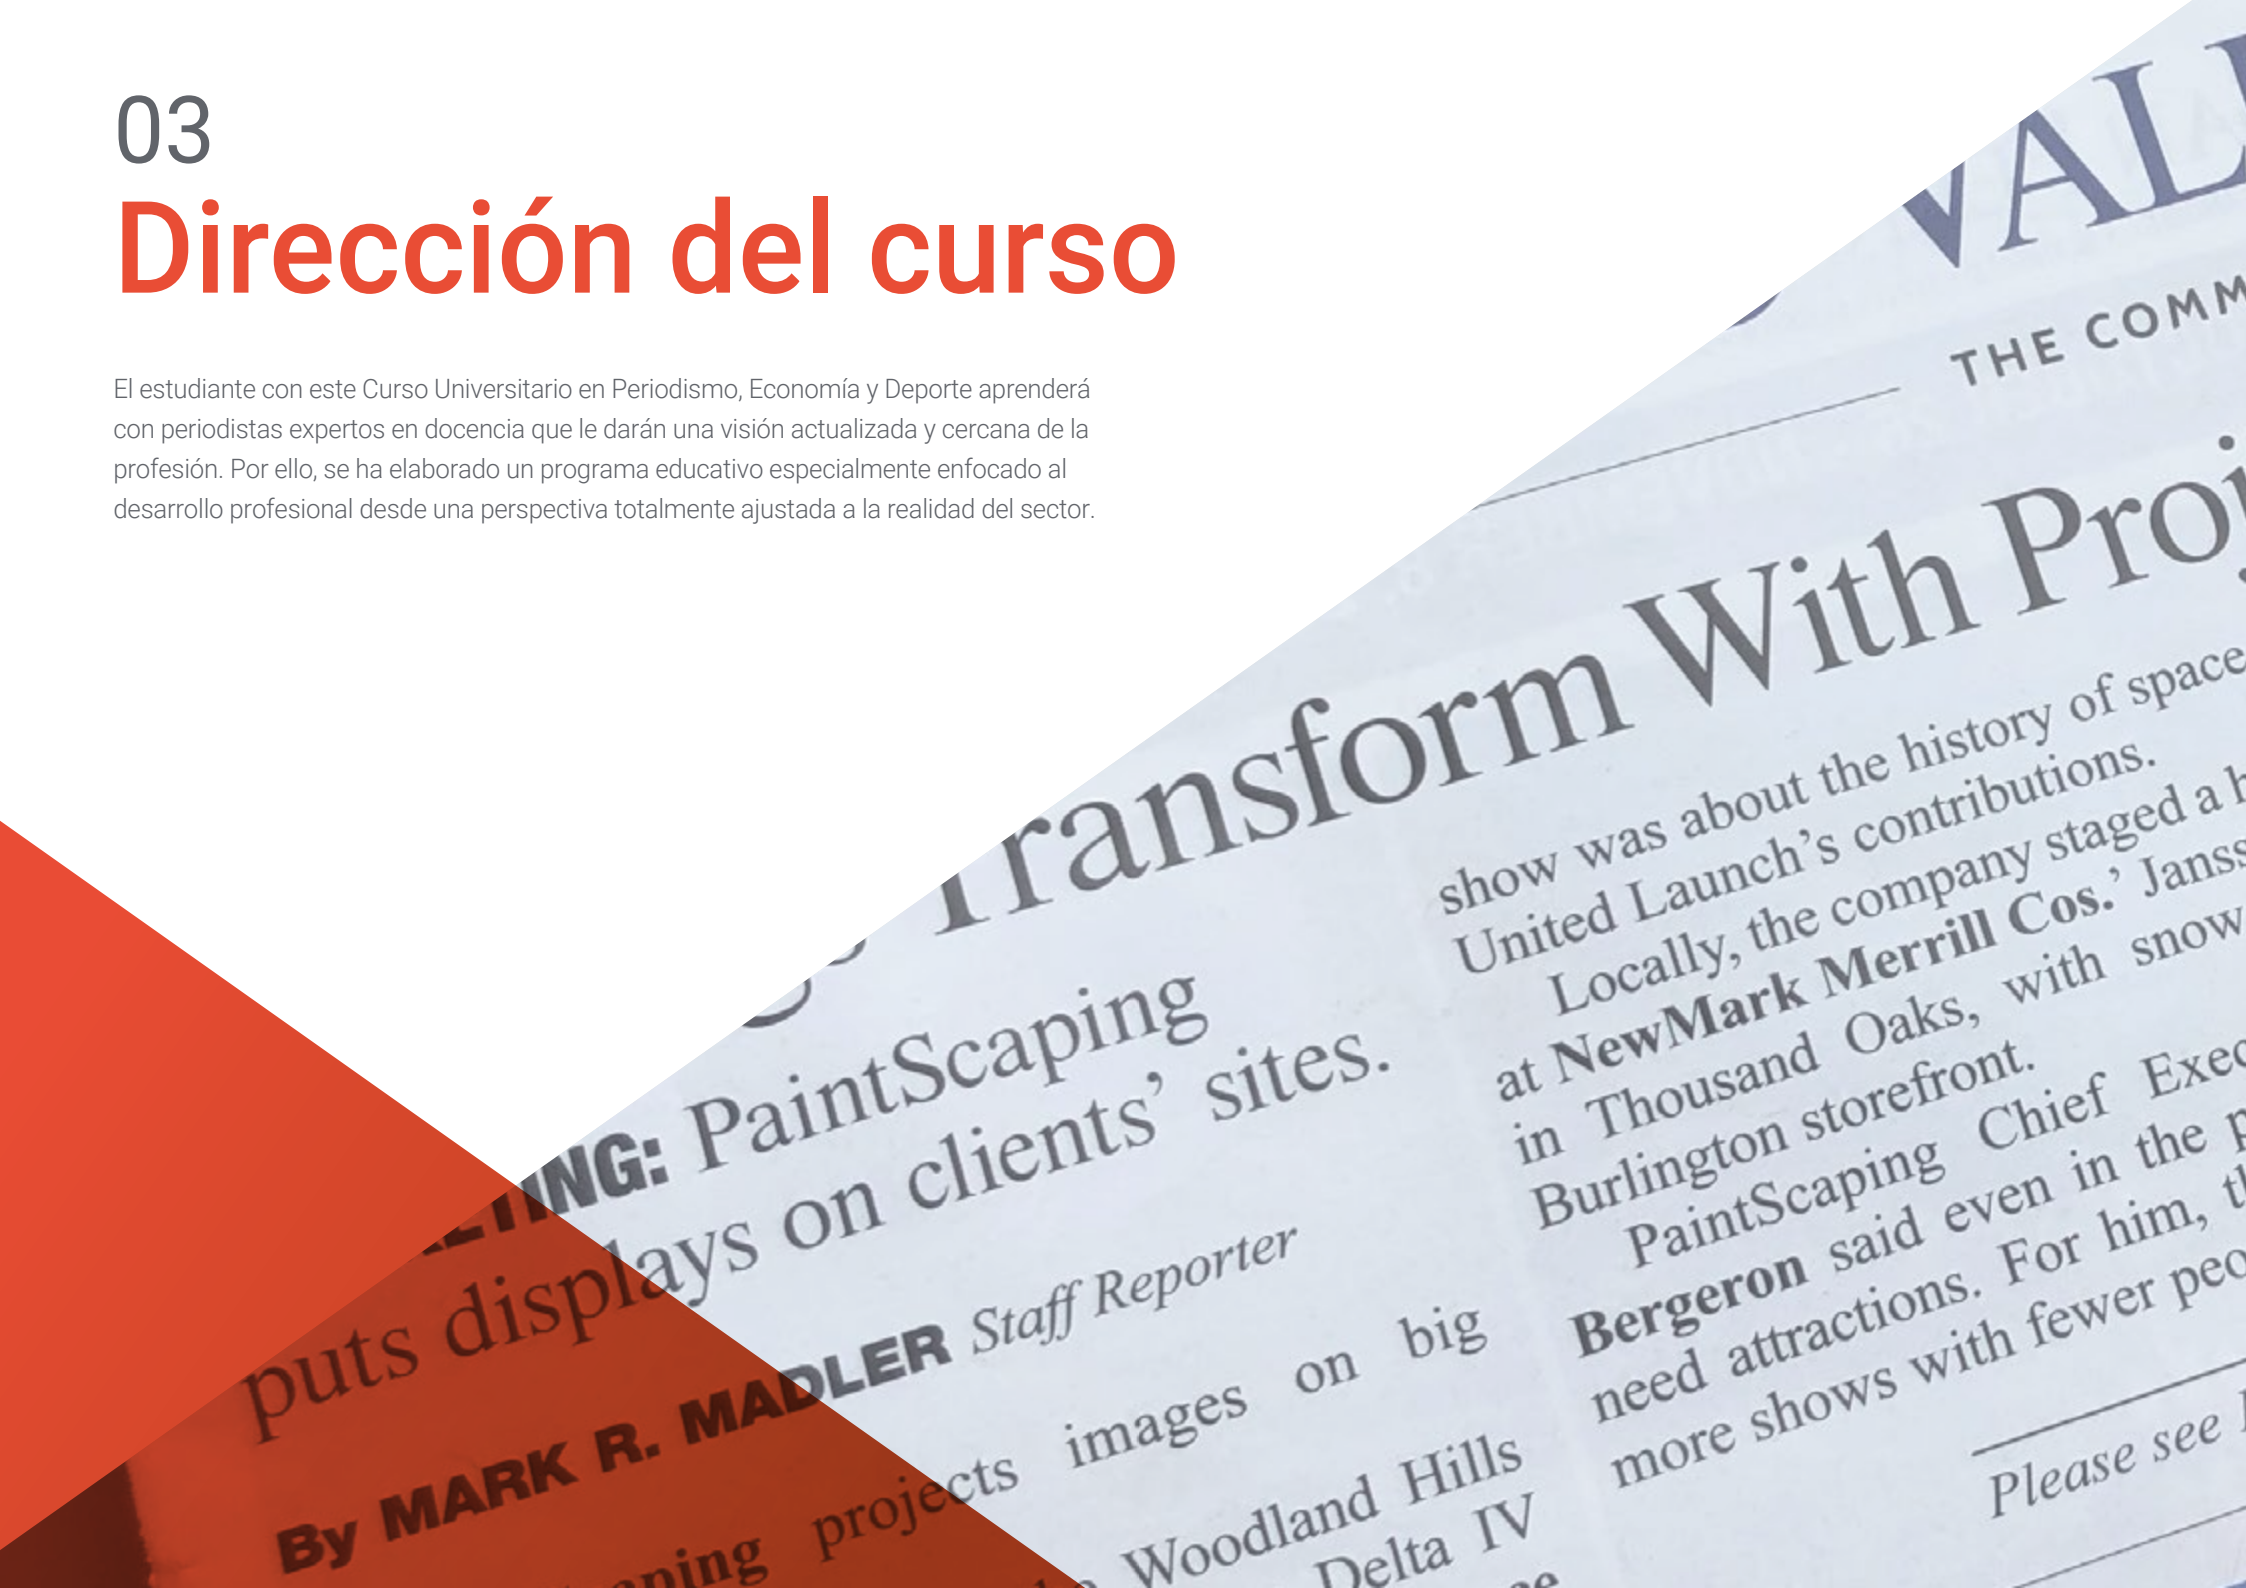 03
Dirección del curso
El estudiante con este Curso Universitario en Periodismo, Economía y Deporte aprenderá
con periodistas expertos en docencia que le darán una visión actualizada y cercana de la
profesión. Por ello, se ha elaborado un programa educativo especialmente enfocado al
desarrollo profesional desde una perspectiva totalmente ajustada a la realidad del sector.
VAL
THE COMM
Transform With Proj
PaintScaping
puts displays on clients’ sites.
By MARK R. MADLER Staff Reporter
projects images on big
Woodland Hills
Delta IV
show was about the history of space
United Launch’s contributions.
Locally, the company staged a h
at NewMark Merrill Cos.’ Janss
in Thousand Oaks, with snow
Burlington storefront.
PaintScaping Chief Exec
Bergeron said even in the p
need attractions. For him, th
more shows with fewer peo
Please see